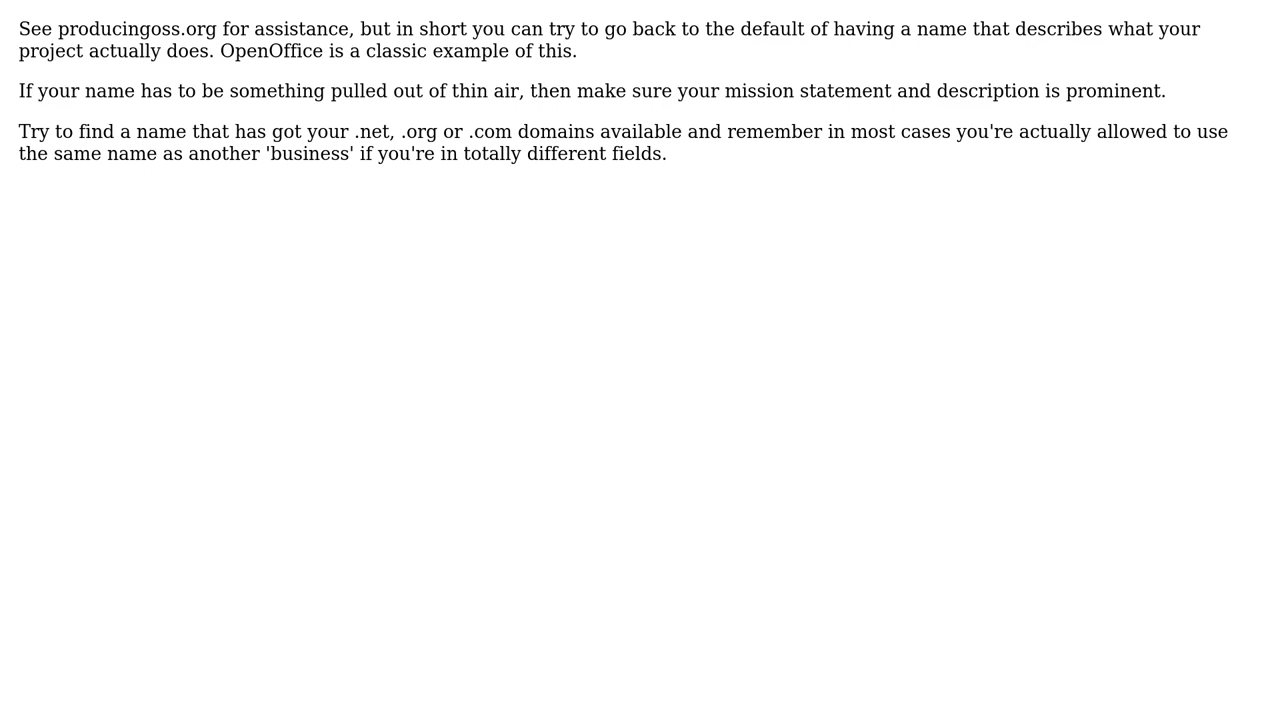 See producingoss.org for assistance, but in short you can try to go back to the default of having a name that describes what your
project actually does. OpenOffice is a classic example of this.
If your name has to be something pulled out of thin air, then make sure your mission statement and description is prominent.
Try to find a name that has got your .net, .org or .com domains available and remember in most cases you're actually allowed to use
the same name as another 'business' if you're in totally different fields.